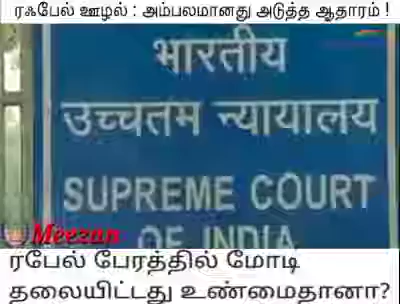 ரஃபேல் ஊழல் : அம்பலமானது அடுத்த ஆதாரம் !
भारतीय
उच्चतम न्यायालय
SUPREME COURT
OF INDIA
Meezan
ரபேல் பேரத்தில் மோடி
தலையிட்டது உண்மைதானா?